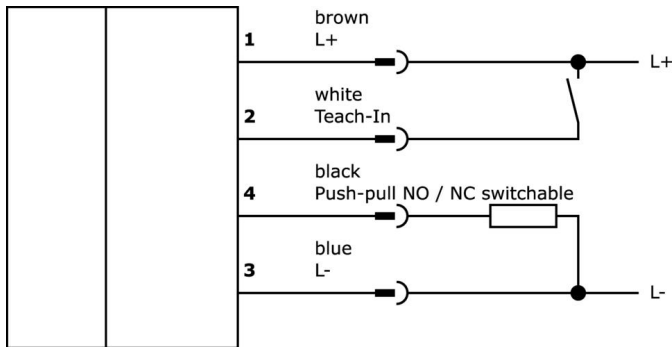 brown
1 L+ L+
white
2 Teach-In
black
4 Push-pull NO / NC switchable
blue
3 L- L-